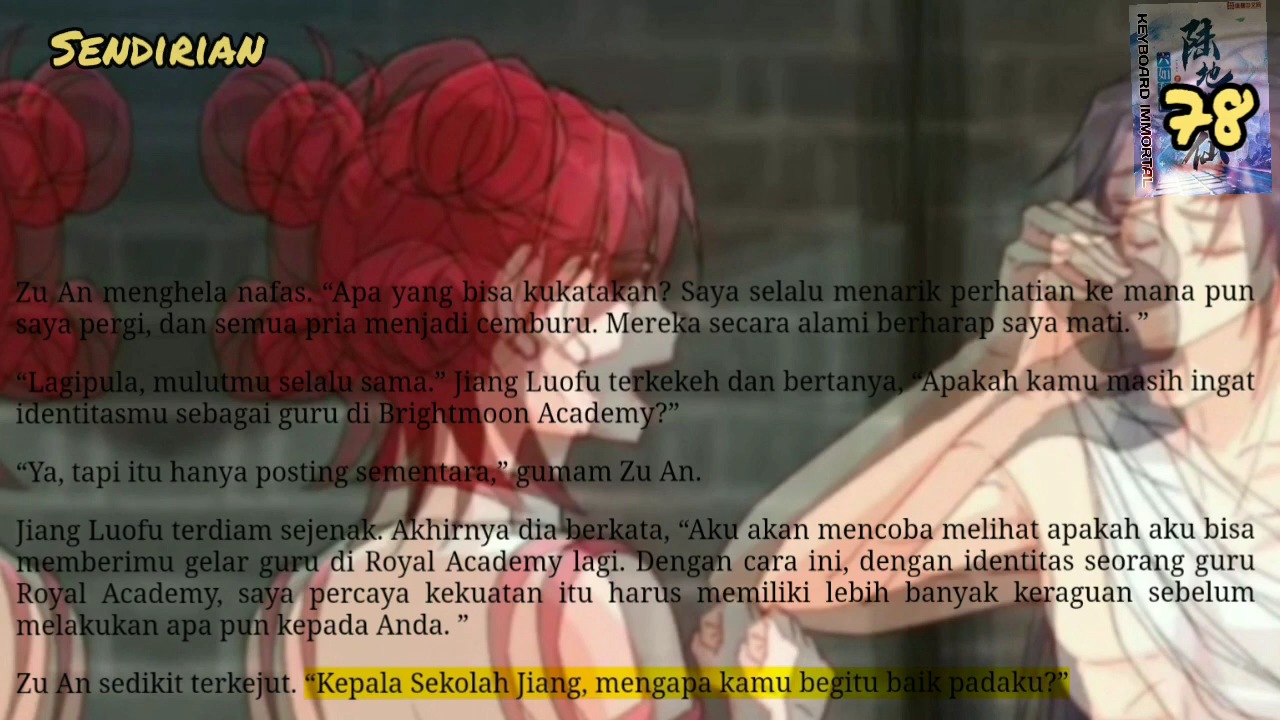 SENDIRIAN
KEYBOARD IMMORTAL
陆地
仙
78
Zu An menghela nafas. “Apa yang bisa kukatakan? Saya selalu menarik perhatian ke mana pun
saya pergi, dan semua pria menjadi cemburu. Mereka secara alami berharap saya mati. ”
“Lagipula, mulutmu selalu sama.” Jiang Luofu terkekeh dan bertanya, “Apakah kamu masih ingat
identitasmu sebagai guru di Brightmoon Academy?”
“Ya, tapi itu hanya posting sementara,” gumam Zu An.
Jiang Luofu terdiam sejenak. Akhirnya dia berkata, “Aku akan mencoba melihat apakah aku bisa
memberimu gelar guru di Royal Academy lagi. Dengan cara ini, dengan identitas seorang guru
Royal Academy, saya percaya kekuatan itu harus memiliki lebih banyak keraguan sebelum
melakukan apa pun kepada Anda. ”
Zu An sedikit terkejut. “Kepala Sekolah Jiang, mengapa kamu begitu baik padaku?”